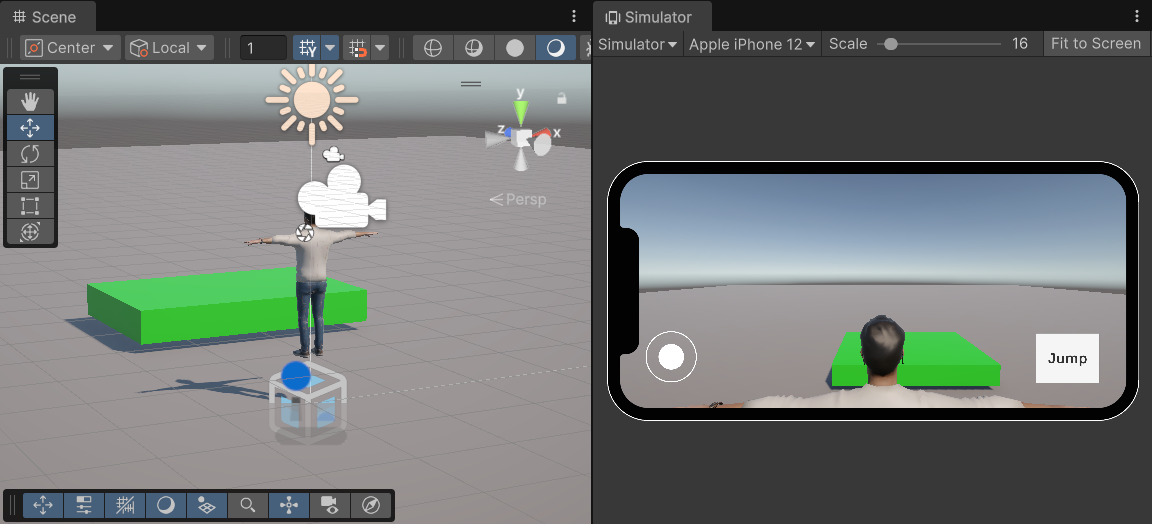 Scene
Center
Local
1
y
z
x
Persp
Simulator
Simulator
Apple iPhone 12
Scale
16
Fit to Screen
Jump